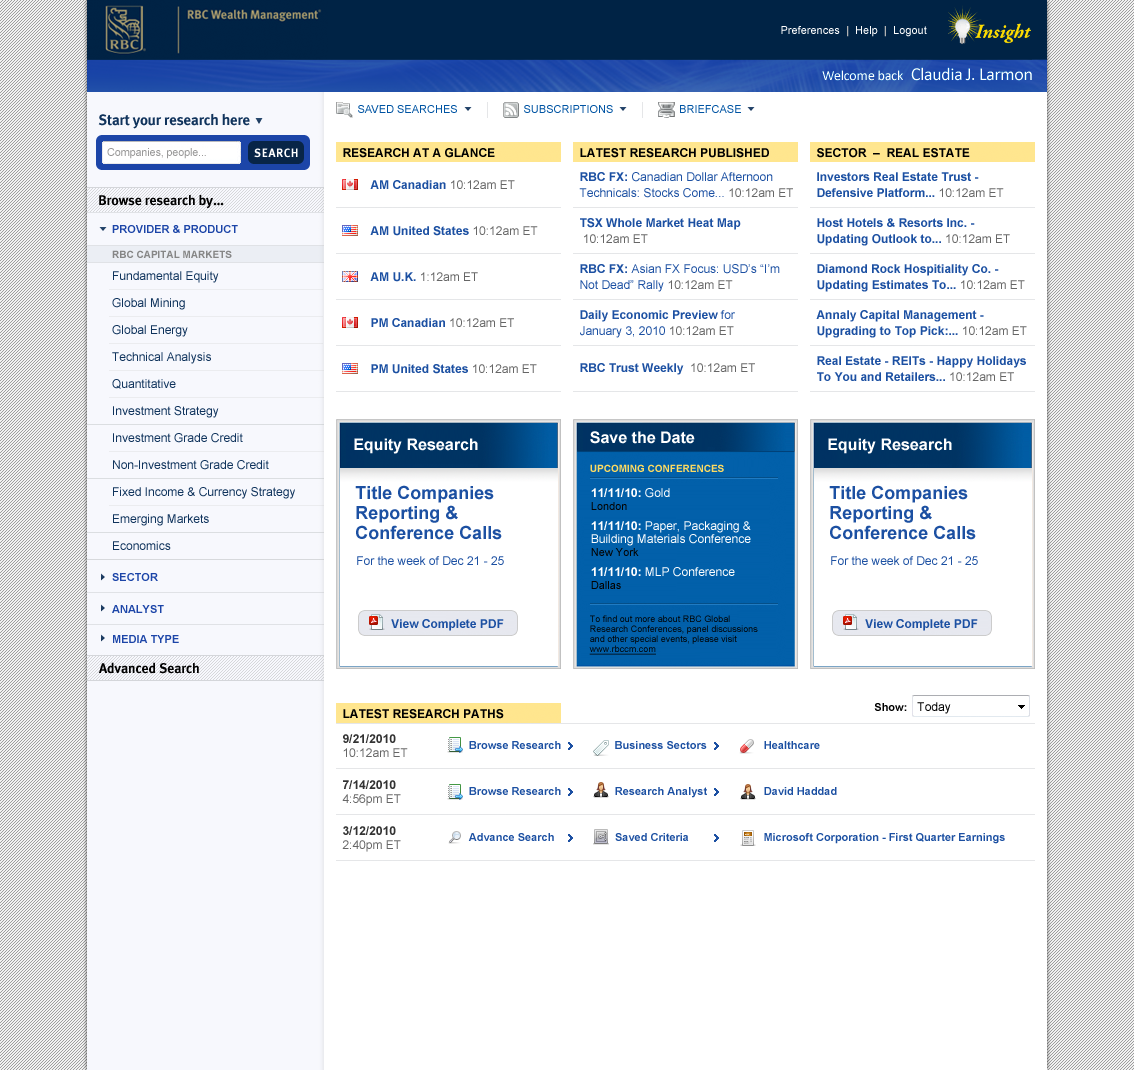 RBC
RBC Wealth Management®
Preferences | Help | Logout
Insight
Welcome back Claudia J. Larmon
Start your research here
Companies, people...
SEARCH
Browse research by...
PROVIDER & PRODUCT
RBC CAPITAL MARKETS
Fundamental Equity
Global Mining
Global Energy
Technical Analysis
Quantitative
Investment Strategy
Investment Grade Credit
Non-Investment Grade Credit
Fixed Income & Currency Strategy
Emerging Markets
Economics
SECTOR
ANALYST
MEDIA TYPE
Advanced Search
SAVED SEARCHES
SUBSCRIPTIONS
BRIEFCASE
RESEARCH AT A GLANCE
AM Canadian 10:12am ET
AM United States 10:12am ET
AM U.K. 1:12am ET
PM Canadian 10:12am ET
PM United States 10:12am ET
LATEST RESEARCH PUBLISHED
RBC FX: Canadian Dollar Afternoon
Technicals: Stocks Come... 10:12am ET
TSX Whole Market Heat Map
10:12am ET
RBC FX: Asian FX Focus: USD's “I'm
Not Dead” Rally 10:12am ET
Daily Economic Preview for
January 3, 2010 10:12am ET
RBC Trust Weekly 10:12am ET
SECTOR – REAL ESTATE
Investors Real Estate Trust -
Defensive Platform... 10:12am ET
Host Hotels & Resorts Inc. -
Updating Outlook to... 10:12am ET
Diamond Rock Hospitiality Co. -
Updating Estimates To... 10:12am ET
Annaly Capital Management -
Upgrading to Top Pick:... 10:12am ET
Real Estate - REITs - Happy Holidays
To You and Retailers... 10:12am ET
Equity Research
Title Companies
Reporting &
Conference Calls
For the week of Dec 21 - 25
View Complete PDF
Save the Date
UPCOMING CONFERENCES
11/11/10: Gold
London
11/11/10: Paper, Packaging &
Building Materials Conference
New York
11/11/10: MLP Conference
Dallas
To find out more about RBC Global
Research Conferences, panel discussions
and other special events, please visit
www.rbccm.com
Equity Research
Title Companies
Reporting &
Conference Calls
For the week of Dec 21 - 25
View Complete PDF
LATEST RESEARCH PATHS
Show: Today
9/21/2010
10:12am ET
Browse Research
Business Sectors
Healthcare
7/14/2010
4:56pm ET
Browse Research
Research Analyst
David Haddad
3/12/2010
2:40pm ET
Advance Search
Saved Criteria
Microsoft Corporation - First Quarter Earnings